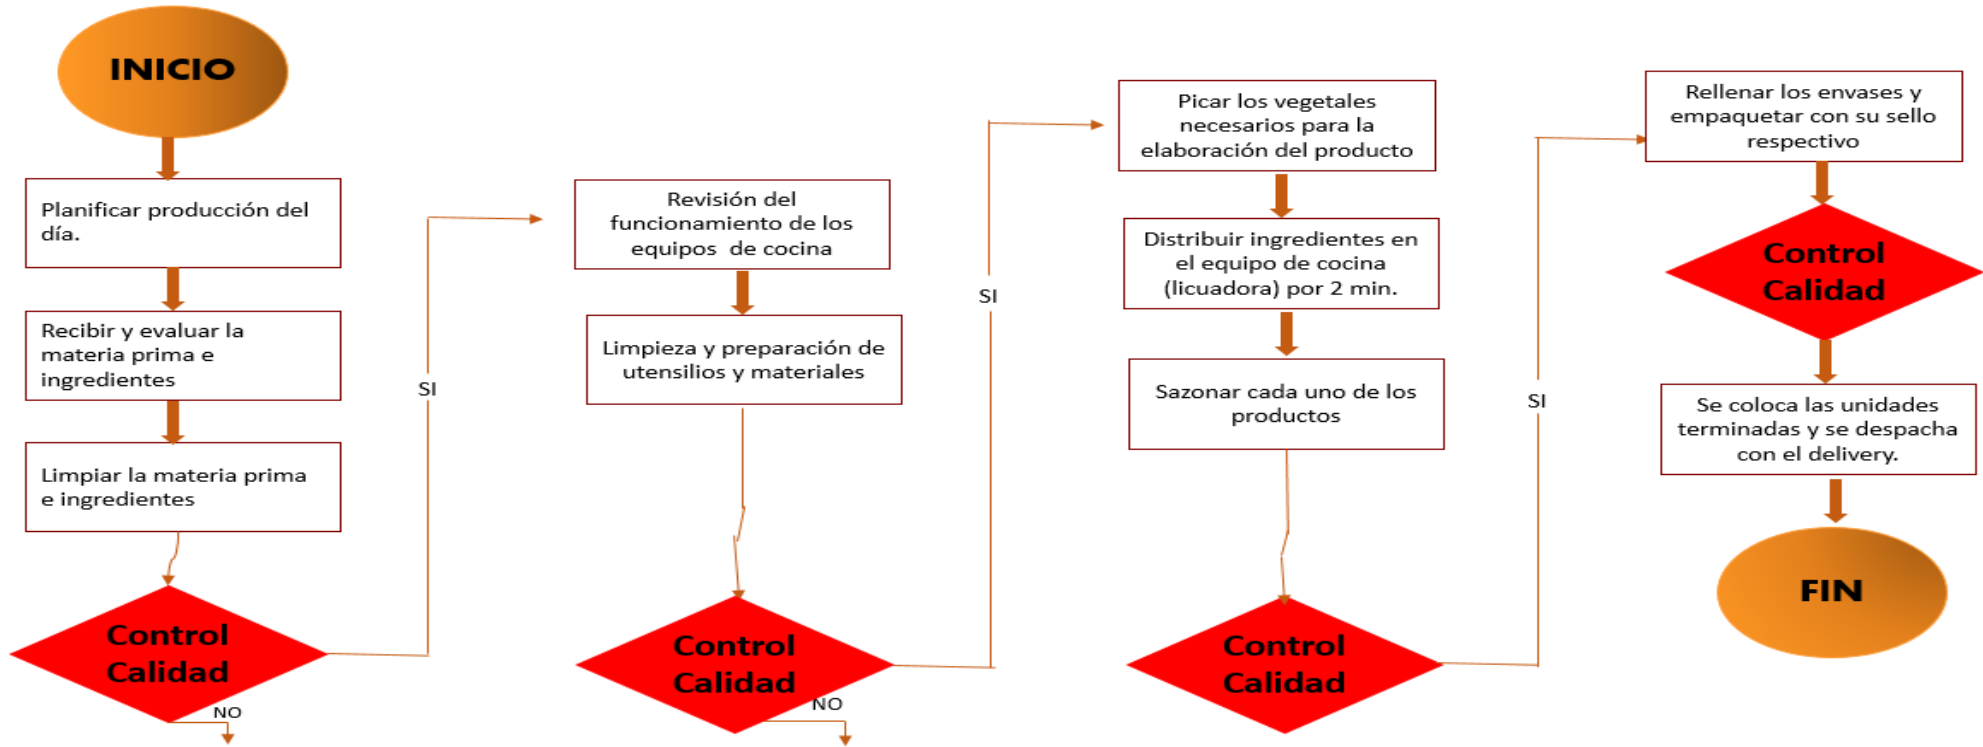 INICIO
Planificar producción del
día.
Recibir y evaluar la
materia prima e
ingredientes
Limpiar la materia prima
e ingredientes
Control
Calidad
NO
SI
Revisión del
funcionamiento de los
equipos de cocina
Limpieza y preparación de
utensilios y materiales
Control
Calidad
NO
SI
Picar los vegetales
necesarios para la
elaboración del producto
Distribuir ingredientes en
el equipo de cocina
(licuadora) por 2 min.
Sazonar cada uno de los
productos
Control
Calidad
SI
Rellenar los envases y
empaquetar con su sello
respectivo
Control
Calidad
Se coloca las unidades
terminadas y se despacha
con el delivery.
FIN